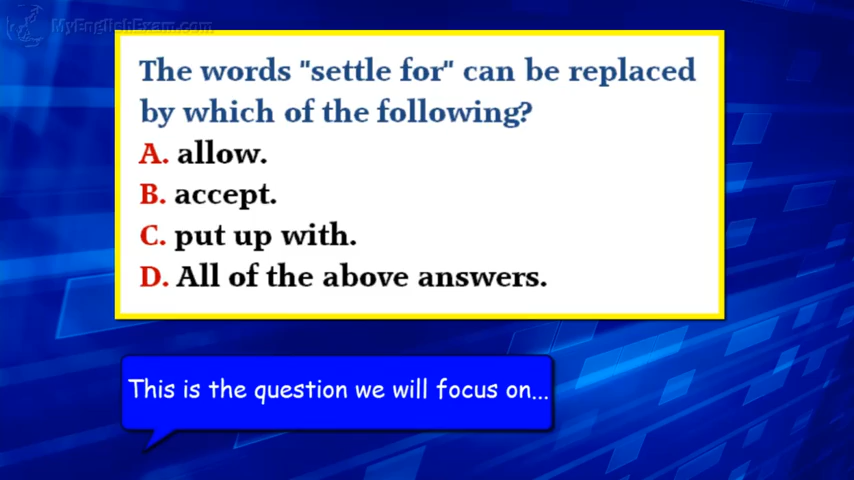 MyEnglishExam.com
The words "settle for" can be replaced
by which of the following?
A. allow.
B. accept.
C. put up with.
D. All of the above answers.
This is the question we will focus on...